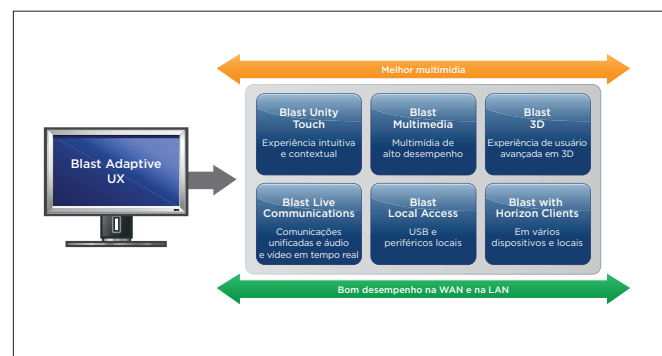 Melhor multimídia
Blast Adaptive
UX
Blast Unity
Touch
Experiência intuitiva
e contextual
Blast
Multimedia
Multimídia de
alto desempenho
Blast
3D
Experiência de usuário
avançada em 3D
Blast Live
Communications
Comunicações
unificadas e áudio
e vídeo em tempo real
Blast
Local Access
USB e
periféricos locais
Blast with
Horizon Clients
Em vários
dispositivos e locais
Bom desempenho na WAN e na LAN